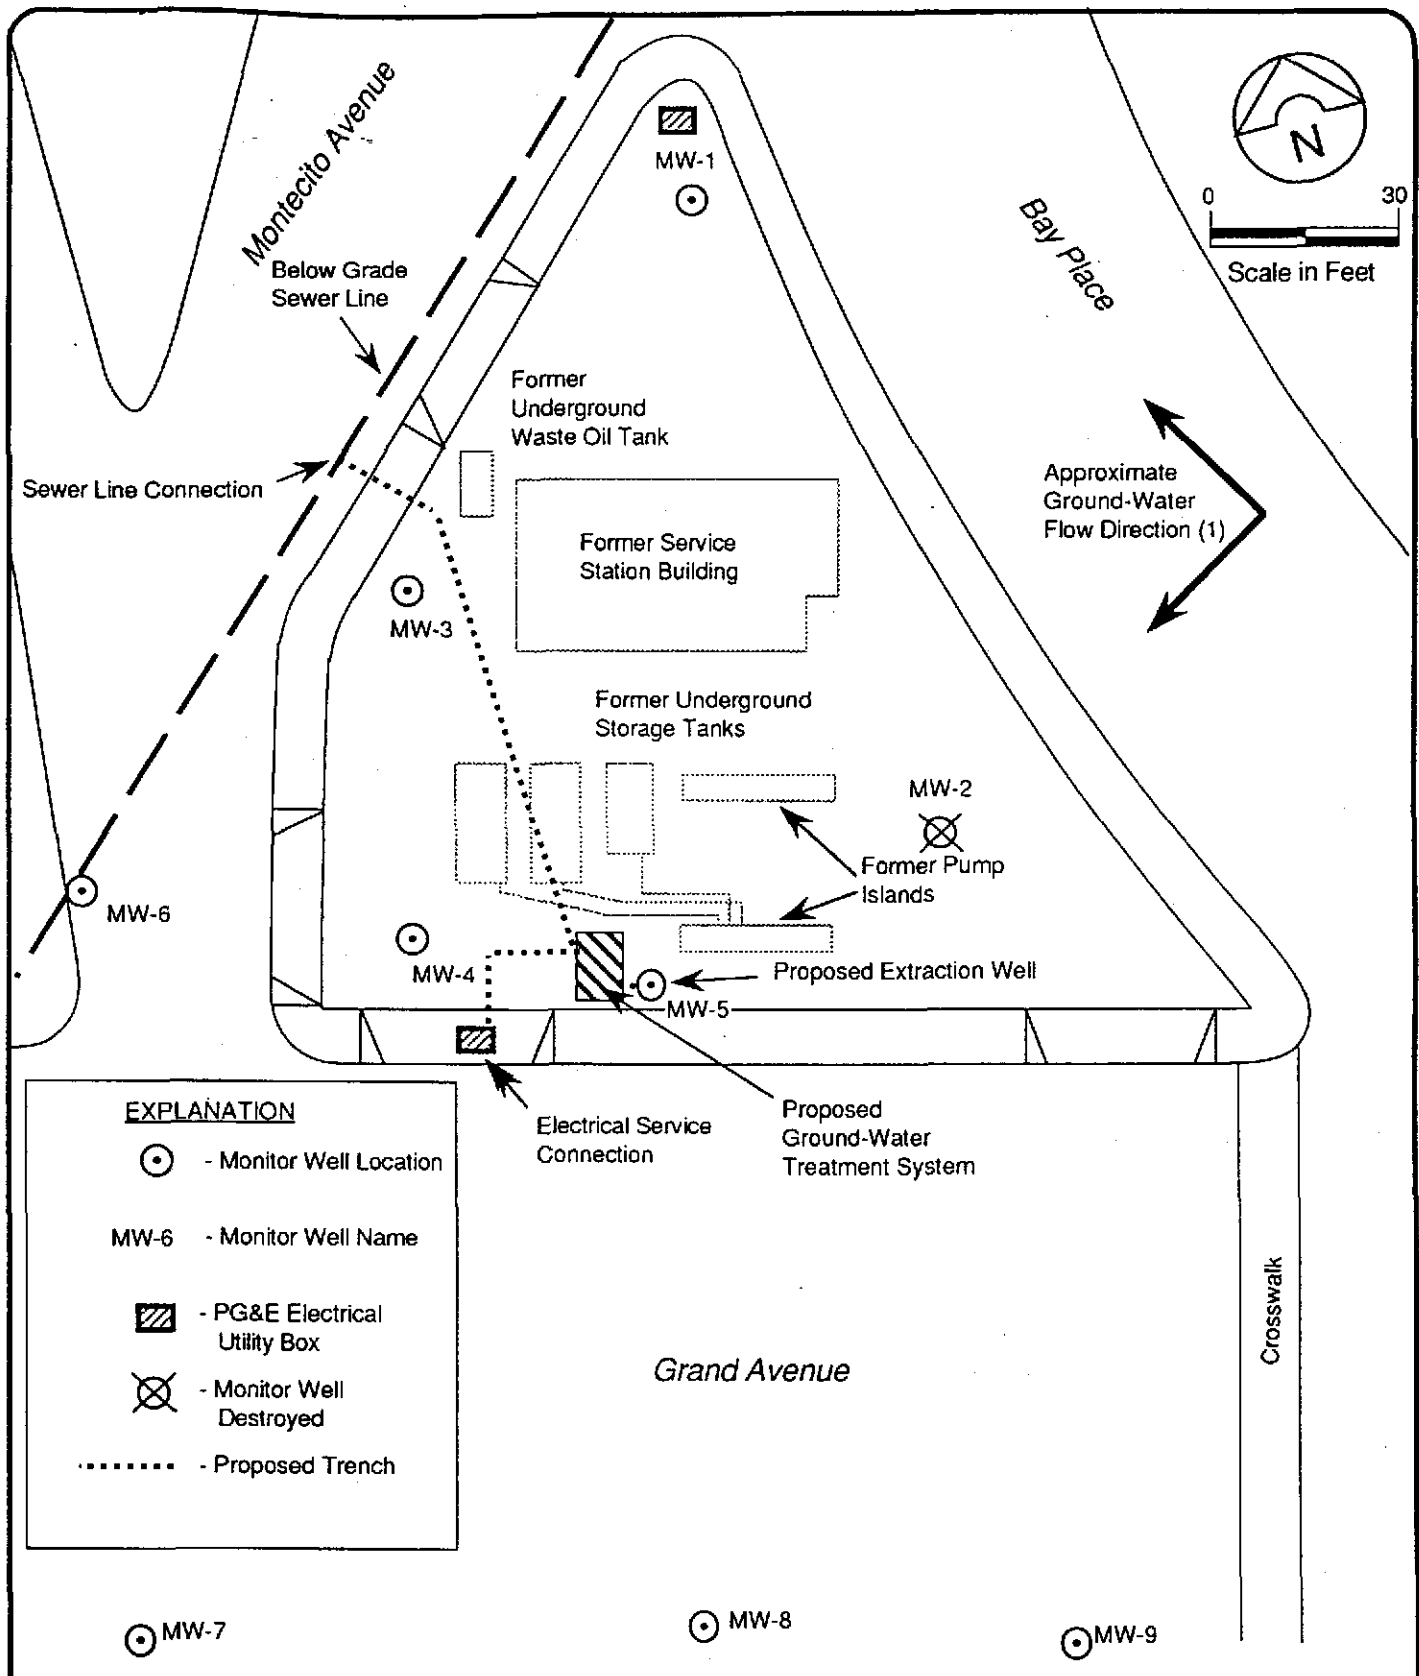 Montecito Avenue
MW-1
N
0 30
Scale in Feet
Bay Place
Below Grade
Sewer Line
Former
Underground
Waste Oil Tank
Sewer Line Connection
Approximate
Ground-Water
Flow Direction (1)
Former Service
Station Building
MW-3
Former Underground
Storage Tanks
MW-2
Former Pump
Islands
MW-6
MW-4
Proposed Extraction Well
MW-5
EXPLANATION
- Monitor Well Location
MW-6 - Monitor Well Name
- PG&E Electrical
Utility Box
- Monitor Well
Destroyed
- Proposed Trench
Electrical Service
Connection
Proposed
Ground-Water
Treatment System
Grand Avenue
Crosswalk
MW-7
MW-8
MW-9